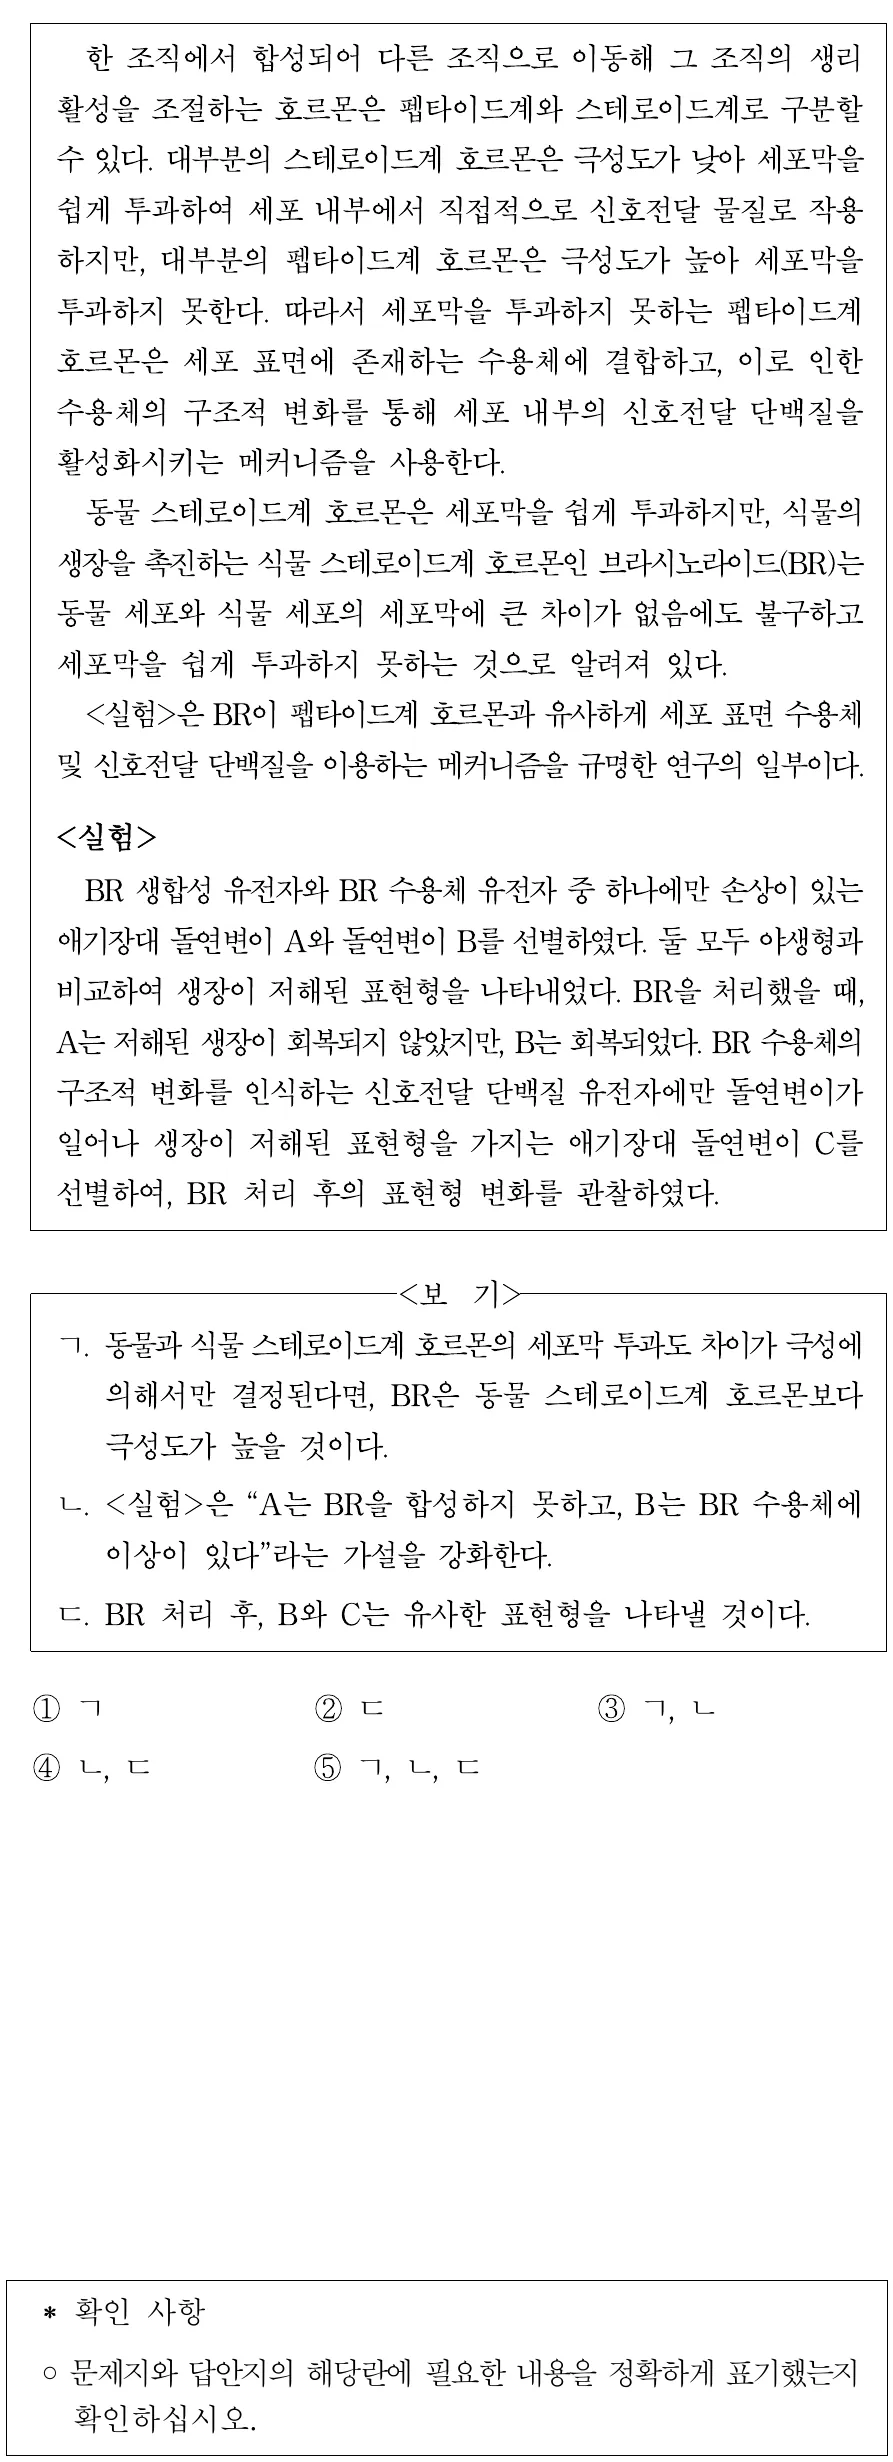 한 조직에서 합성되어 다른 조직으로 이동해 그 조직의 생리
활성을 조절하는 호르몬은 펩타이드계와 스테로이드계로 구분할
수 있다. 대부분의 스테로이드계 호르몬은 극성도가 낮아 세포막을
쉽게 투과하여 세포 내부에서 직접적으로 신호전달 물질로 작용
하지만, 대부분의 펩타이드계 호르몬은 극성도가 높아 세포막을
투과하지 못한다. 따라서 세포막을 투과하지 못하는 펩타이드계
호르몬은 세포 표면에 존재하는 수용체에 결합하고, 이로 인한
수용체의 구조적 변화를 통해 세포 내부의 신호전달 단백질을
활성화시키는 메커니즘을 사용한다.
동물 스테로이드계 호르몬은 세포막을 쉽게 투과하지만, 식물의
생장을 촉진하는 식물 스테로이드계 호르몬인 브라시노라이드(BR)는
동물 세포와 식물 세포의 세포막에 큰 차이가 없음에도 불구하고
세포막을 쉽게 투과하지 못하는 것으로 알려져 있다.
<실험>은 BR이 펩타이드계 호르몬과 유사하게 세포 표면 수용체
및 신호전달 단백질을 이용하는 메커니즘을 규명한 연구의 일부이다.
<실험>
BR 생합성 유전자와 BR 수용체 유전자 중 하나에만 손상이 있는
애기장대 돌연변이 A와 돌연변이 B를 선별하였다. 둘 모두 야생형과
비교하여 생장이 저해된 표현형을 나타내었다. BR을 처리했을 때,
A는 저해된 생장이 회복되지 않았지만, B는 회복되었다. BR 수용체의
구조적 변화를 인식하는 신호전달 단백질 유전자에만 돌연변이가
일어나 생장이 저해된 표현형을 가지는 애기장대 돌연변이 C를
선별하여, BR 처리 후의 표현형 변화를 관찰하였다.
<보 기>
ㄱ. 동물과 식물 스테로이드계 호르몬의 세포막 투과도 차이가 극성에
의해서만 결정된다면, BR은 동물 스테로이드계 호르몬보다
극성도가 높을 것이다.
ㄴ. <실험>은 “A는 BR을 합성하지 못하고, B는 BR 수용체에
이상이 있다”라는 가설을 강화한다.
ㄷ. BR 처리 후, B와 C는 유사한 표현형을 나타낼 것이다.
① ㄱ ② ㄷ ③ ㄱ, ㄴ
④ ㄴ, ㄷ ⑤ ㄱ, ㄴ, ㄷ
* 확인 사항
○ 문제지와 답안지의 해당란에 필요한 내용을 정확하게 표기했는지
확인하십시오.